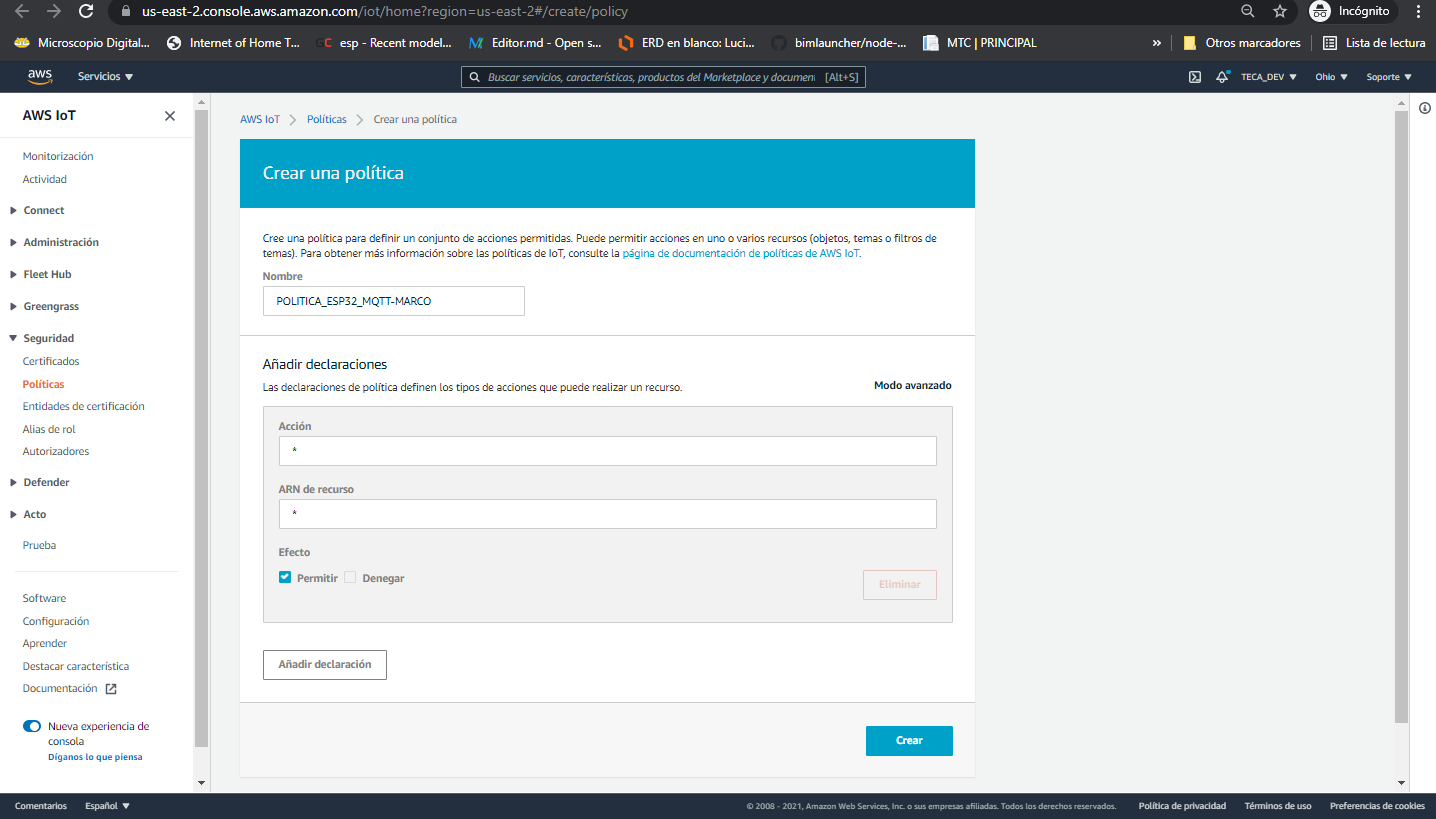 us-east-2.console.aws.amazon.com/iot/home?region=us-east-2#/create/policy
Incógnito
Microscopio Digital...
Internet of Home T...
GC esp - Recent model...
Editor.md - Open s...
ERD en blanco: Luci...
bimlauncher/node-...
MTC | PRINCIPAL
»
Otros marcadores
Lista de lectura
aws
Servicios
Buscar servicios, características, productos del Marketplace y documen
[Alt+S]
TECA_DEV
Ohio
Soporte
AWS IoT
Monitorización
Actividad
Connect
Administración
Fleet Hub
Greengrass
Seguridad
Certificados
Políticas
Entidades de certificación
Alias de rol
Autorizadores
Defender
Acto
Prueba
Software
Configuración
Aprender
Destacar característica
Documentación
Nueva experiencia de
consola
Díganos lo que piensa
AWS IoT > Políticas > Crear una política
Crear una política
Cree una política para definir un conjunto de acciones permitidas. Puede permitir acciones en uno o varios recursos (objetos, temas o filtros de
temas). Para obtener más información sobre las políticas de IoT, consulte la página de documentación de políticas de AWS IoT.
Nombre
POLITICA_ESP32_MQTT-MARCO
Añadir declaraciones
Las declaraciones de política definen los tipos de acciones que puede realizar un recurso.
Modo avanzado
Acción
*
ARN de recurso
*
Efecto
Permitir
Denegar
Eliminar
Añadir declaración
Crear
Comentarios
Español
© 2008 - 2021, Amazon Web Services, Inc. o sus empresas afiliadas. Todos los derechos reservados.
Política de privacidad
Términos de uso
Preferencias de cookies